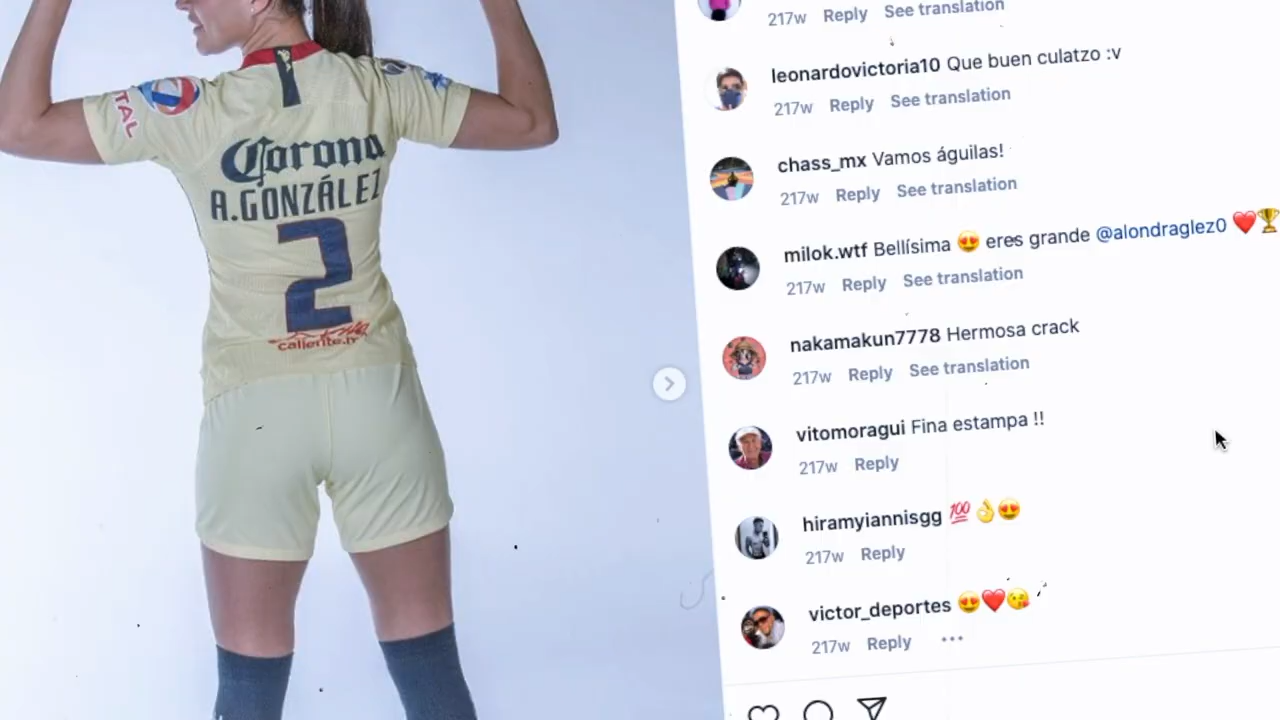 TOTAL
Corona
A.GONZÁLEZ
2
caliente.m
217w Reply See translation
leonardovictoria10 Que buen culatzo :v
217w Reply See translation
chass_mx Vamos águilas!
217w Reply See translation
milok.wtf Bellísima 😍 eres grande @alondraglez0 ❤️🏆
217w Reply See translation
nakamakun7778 Hermosa crack
217w Reply See translation
vitomoragui Fina estampa !!
217w Reply
hiramyiannisgg 💯👌😍
217w Reply
victor_deportes 😍❤️😘
217w Reply ...